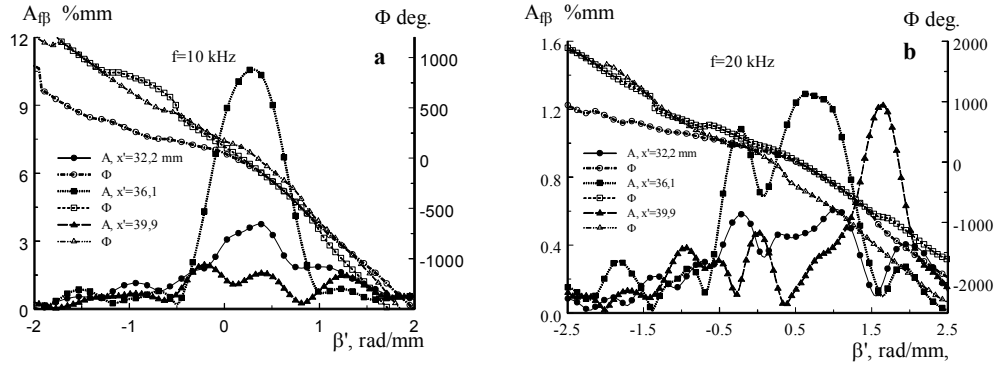 A_fβ %mm
Φ deg.
12
9
6
3
0
1000
500
0
-500
-1000
f=10 kHz
a
A, x'=32,2 mm
Φ
A, x'=36,1
Φ
A, x'=39,9
Φ
-2
-1
0
1
2
β', rad/mm
A_fβ %mm
Φ deg.
1.6
1.2
0.8
0.4
0.0
2000
1000
0
-1000
-2000
f=20 kHz
b
A, x'=32,2 mm
Φ
A, x'=36,1
Φ
A, x'=39,9
Φ
-2.5
-1.5
-0.5
0.5
1.5
2.5
β', rad/mm,